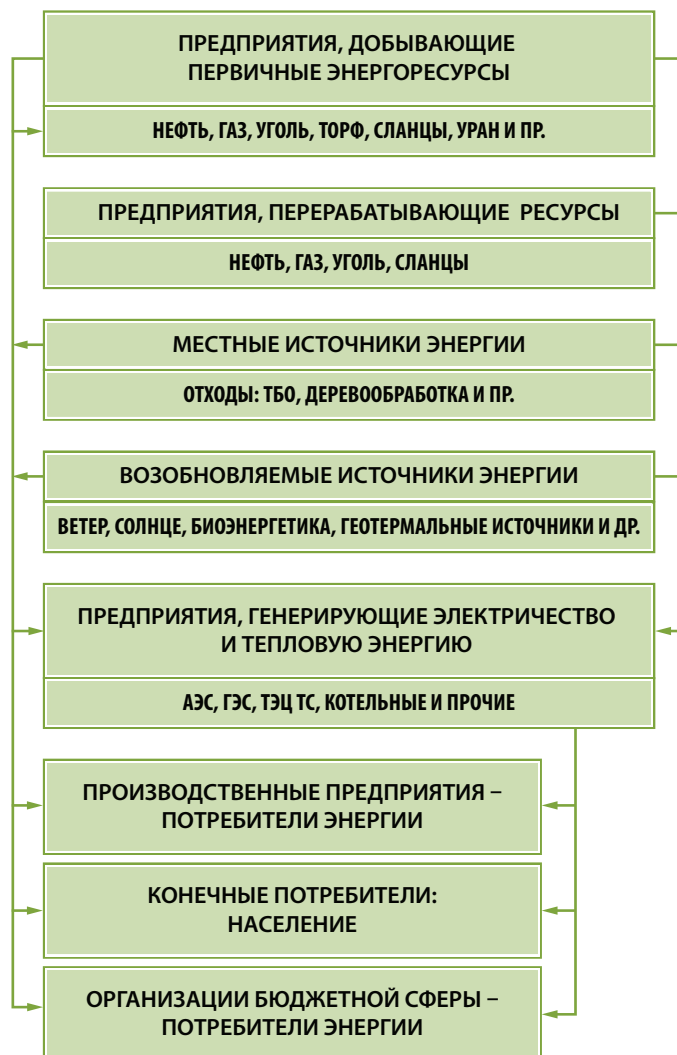 ПРЕДПРИЯТИЯ, ДОБЫВАЮЩИЕ
ПЕРВИЧНЫЕ ЭНЕРГОРЕСУРСЫ
НЕФТЬ, ГАЗ, УГОЛЬ, ТОРФ, СЛАНЦЫ, УРАН И ПР.
ПРЕДПРИЯТИЯ, ПЕРЕРАБАТЫВАЮЩИЕ РЕСУРСЫ
НЕФТЬ, ГАЗ, УГОЛЬ, СЛАНЦЫ
МЕСТНЫЕ ИСТОЧНИКИ ЭНЕРГИИ
ОТХОДЫ: ТБО, ДЕРЕВООБРАБОТКА И ПР.
ВОЗОБНОВЛЯЕМЫЕ ИСТОЧНИКИ ЭНЕРГИИ
ВЕТЕР, СОЛНЦЕ, БИОЭНЕРГЕТИКА, ГЕОТЕРМАЛЬНЫЕ ИСТОЧНИКИ И ДР.
ПРЕДПРИЯТИЯ, ГЕНЕРИРУЮЩИЕ ЭЛЕКТРИЧЕСТВО
И ТЕПЛОВУЮ ЭНЕРГИЮ
АЭС, ГЭС, ТЭЦ ТС, КОТЕЛЬНЫЕ И ПРОЧИЕ
ПРОИЗВОДСТВЕННЫЕ ПРЕДПРИЯТИЯ –
ПОТРЕБИТЕЛИ ЭНЕРГИИ
КОНЕЧНЫЕ ПОТРЕБИТЕЛИ:
НАСЕЛЕНИЕ
ОРГАНИЗАЦИИ БЮДЖЕТНОЙ СФЕРЫ –
ПОТРЕБИТЕЛИ ЭНЕРГИИ